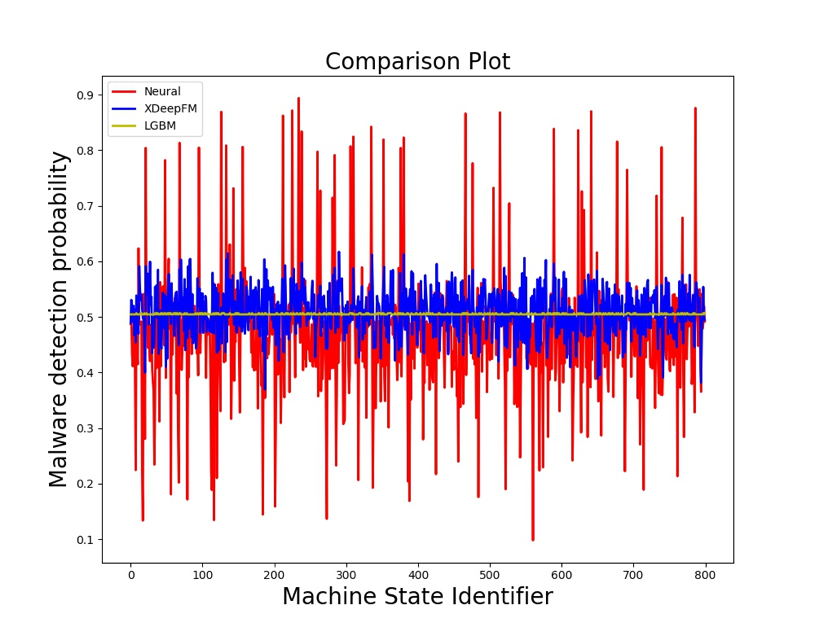 Comparison Plot
Neural
XDeepFM
LGBM
Malware detection probability
0.9
0.8
0.7
0.6
0.5
0.4
0.3
0.2
0.1
0 100 200 300 400 500 600 700 800
Machine State Identifier